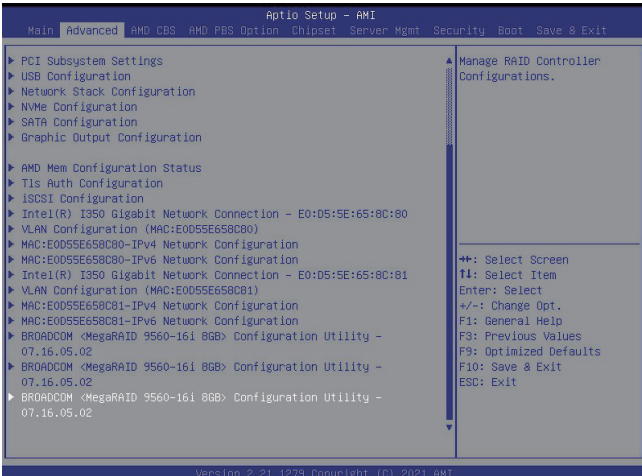 Aptio Setup – AMI
Main Advanced AMD CBS AMD PBS Option Chipset Server Mgmt Security Boot Save & Exit
▶ PCI Subsystem Settings
▶ USB Configuration
▶ Network Stack Configuration
▶ NVMe Configuration
▶ SATA Configuration
▶ Graphic Output Configuration
▶ AMD Mem Configuration Status
▶ Tls Auth Configuration
▶ iSCSI Configuration
▶ Intel(R) I350 Gigabit Network Connection – E0:D5:5E:65:8C:80
▶ VLAN Configuration (MAC:E0D55E658C80)
▶ MAC:E0D55E658C80-IPv4 Network Configuration
▶ MAC:E0D55E658C80-IPv6 Network Configuration
▶ Intel(R) I350 Gigabit Network Connection – E0:D5:5E:65:8C:81
▶ VLAN Configuration (MAC:E0D55E658C81)
▶ MAC:E0D55E658C81-IPv4 Network Configuration
▶ MAC:E0D55E658C81-IPv6 Network Configuration
▶ BROADCOM <MegaRAID 9560-16i 8GB> Configuration Utility –
07.16.05.02
▶ BROADCOM <MegaRAID 9560-16i 8GB> Configuration Utility –
07.16.05.02
▶ BROADCOM <MegaRAID 9560-16i 8GB> Configuration Utility –
07.16.05.02
Manage RAID Controller
Configurations.
→←: Select Screen
↑↓: Select Item
Enter: Select
+/-: Change Opt.
F1: General Help
F3: Previous Values
F9: Optimized Defaults
F10: Save & Exit
ESC: Exit
Version 2.21.1279 Copyright (C) 2021 AMI